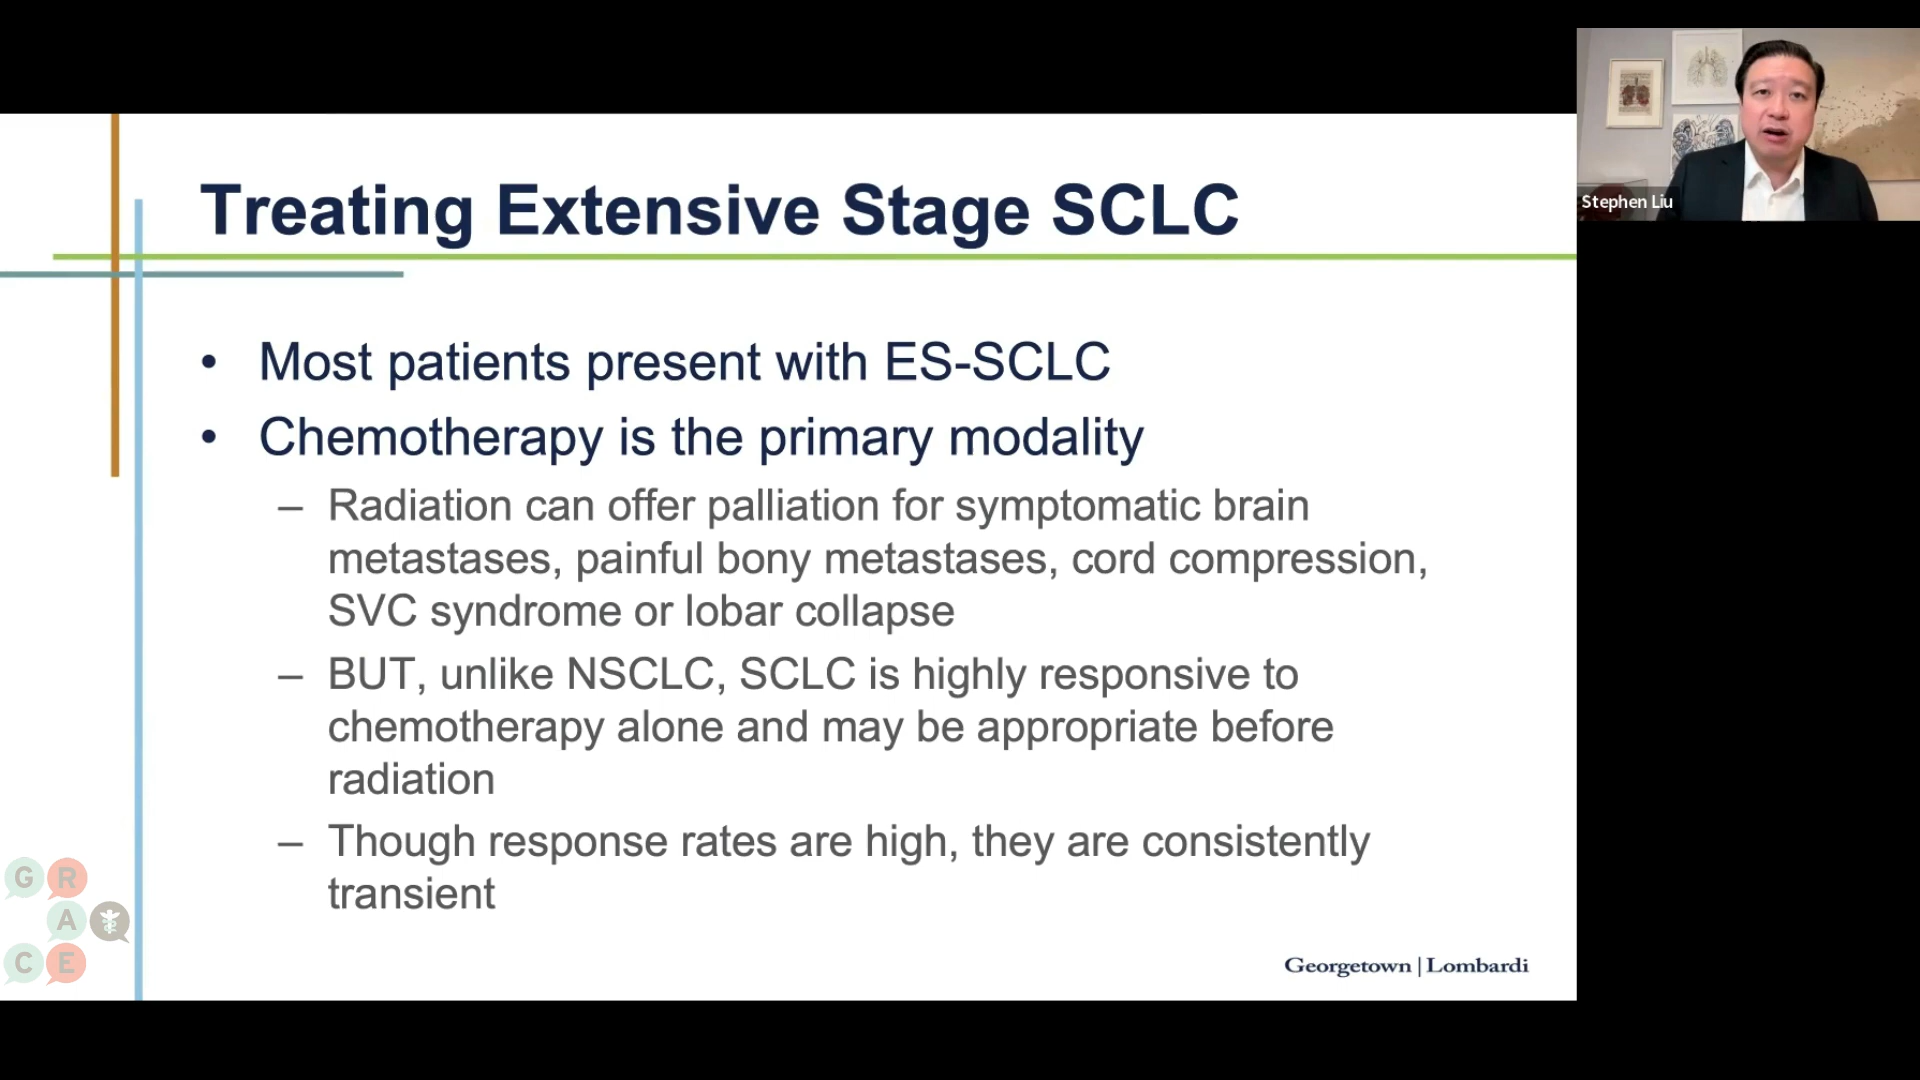 Stephen Liu
Treating Extensive Stage SCLC
• Most patients present with ES-SCLC
• Chemotherapy is the primary modality
– Radiation can offer palliation for symptomatic brain
metastases, painful bony metastases, cord compression,
SVC syndrome or lobar collapse
– BUT, unlike NSCLC, SCLC is highly responsive to
chemotherapy alone and may be appropriate before
radiation
– Though response rates are high, they are consistently
transient
G R
A
C E
Georgetown | Lombardi